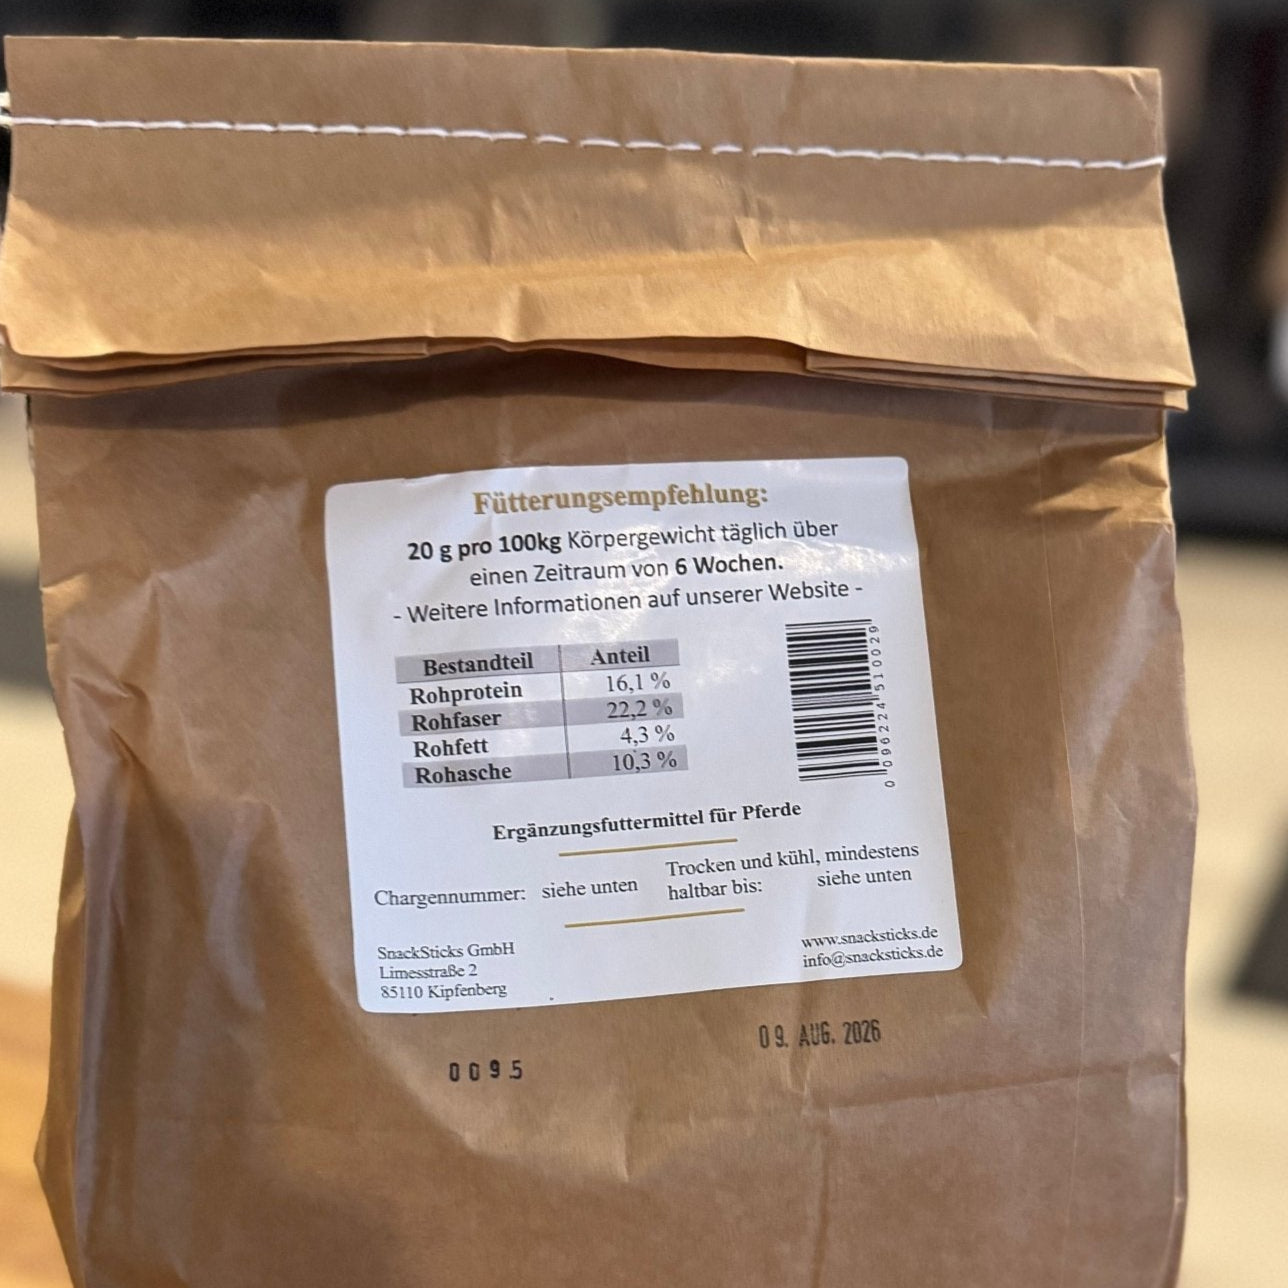 Fütterungsempfehlung:
20 g pro 100kg Körpergewicht täglich über
einen Zeitraum von 6 Wochen.
- Weitere Informationen auf unserer Website -
Bestandteil Anteil
Rohprotein 16,1 %
Rohfaser 22,2 %
Rohfett 4,3 %
Rohasche 10,3 %
0 096224 510029
Ergänzungsfuttermittel für Pferde
Chargennummer: siehe unten
Trocken und kühl, mindestens
haltbar bis: siehe unten
SnackSticks GmbH
Limesstraße 2
85110 Kipfenberg
www.snacksticks.de
info@snacksticks.de
0095
09. AUG. 2026